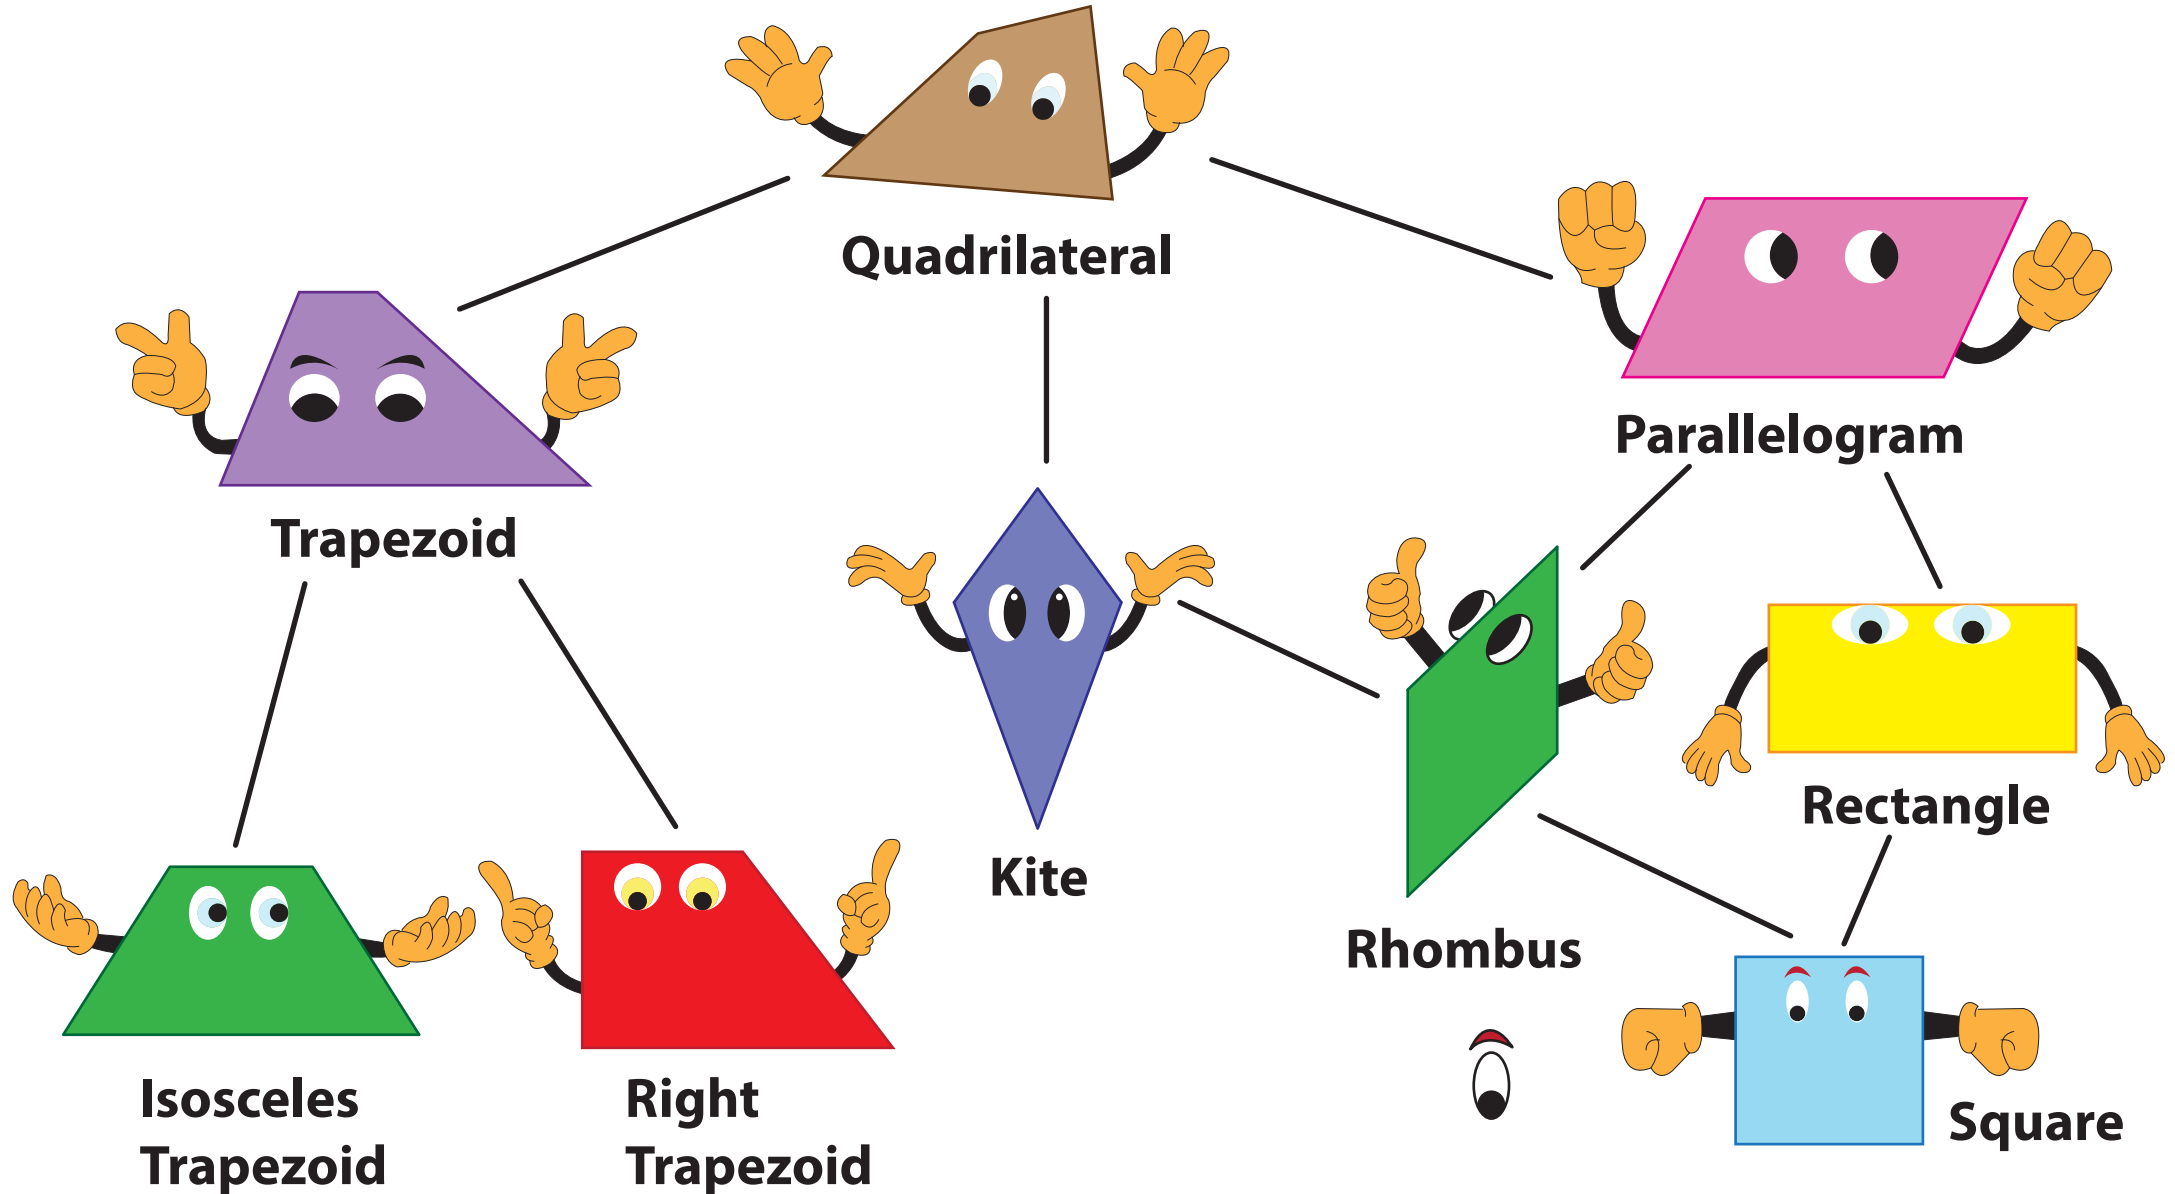 Quadrilateral
Parallelogram
Trapezoid
Rectangle
Kite
Rhombus
Isosceles
Trapezoid
Right
Trapezoid
Square